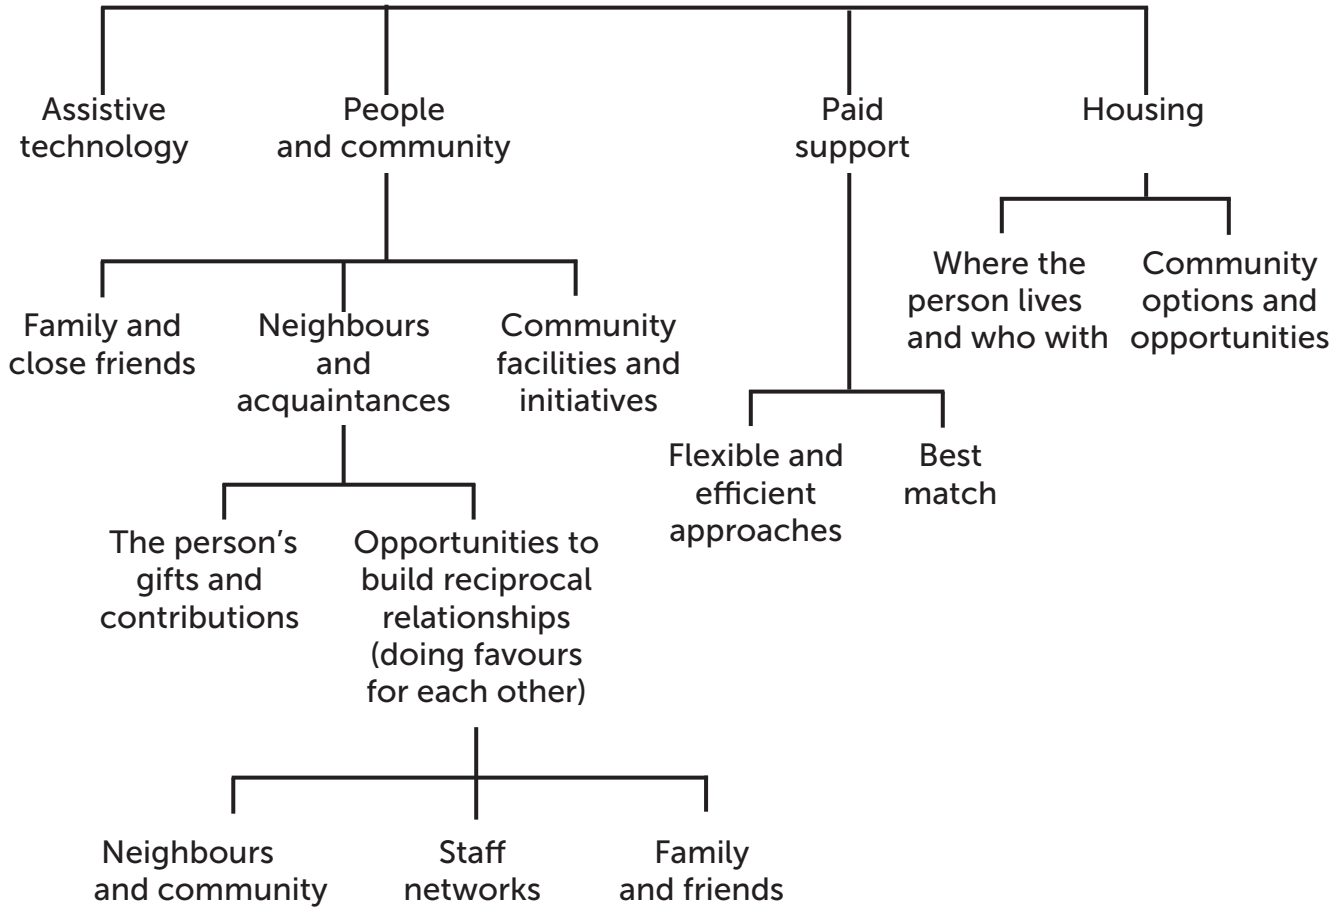 Assistive
technology
People
and community
Paid
support
Housing
Family and
close friends
Neighbours
and
acquaintances
Community
facilities and
initiatives
Where the
person lives
and who with
Community
options and
opportunities
Flexible and
efficient
approaches
Best
match
The person’s
gifts and
contributions
Opportunities to
build reciprocal
relationships
(doing favours
for each other)
Neighbours
and community
Staff
networks
Family
and friends